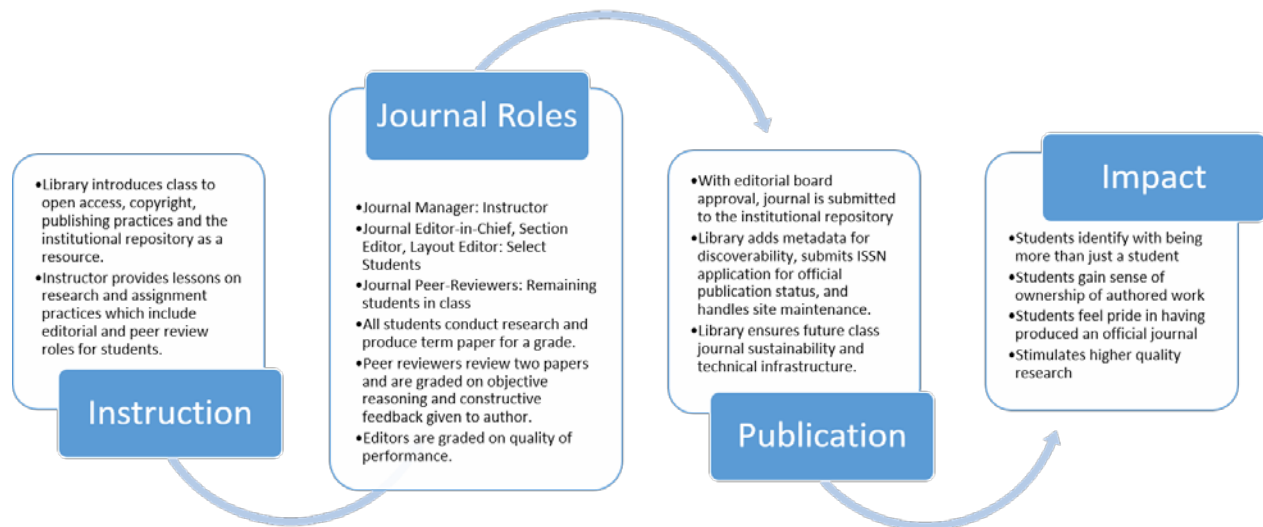 Instruction
•Library introduces class to
open access, copyright,
publishing practices and the
institutional repository as a
resource.
•Instructor provides lessons on
research and assignment
practices which include
editorial and peer review
roles for students.
Journal Roles
•Journal Manager: Instructor
•Journal Editor-in-Chief, Section
Editor, Layout Editor: Select
Students
•Journal Peer-Reviewers: Remaining
students in class
•All students conduct research and
produce term paper for a grade.
•Peer reviewers review two papers
and are graded on objective
reasoning and constructive
feedback given to author.
•Editors are graded on quality of
performance.
Publication
•With editorial board
approval, journal is submitted
to the institutional repository
•Library adds metadata for
discoverability, submits ISSN
application for official
publication status, and
handles site maintenance.
•Library ensures future class
journal sustainability and
technical infrastructure.
Impact
•Students identify with being
more than just a student
•Students gain sense of
ownership of authored work
•Students feel pride in having
produced an official journal
•Stimulates higher quality
research